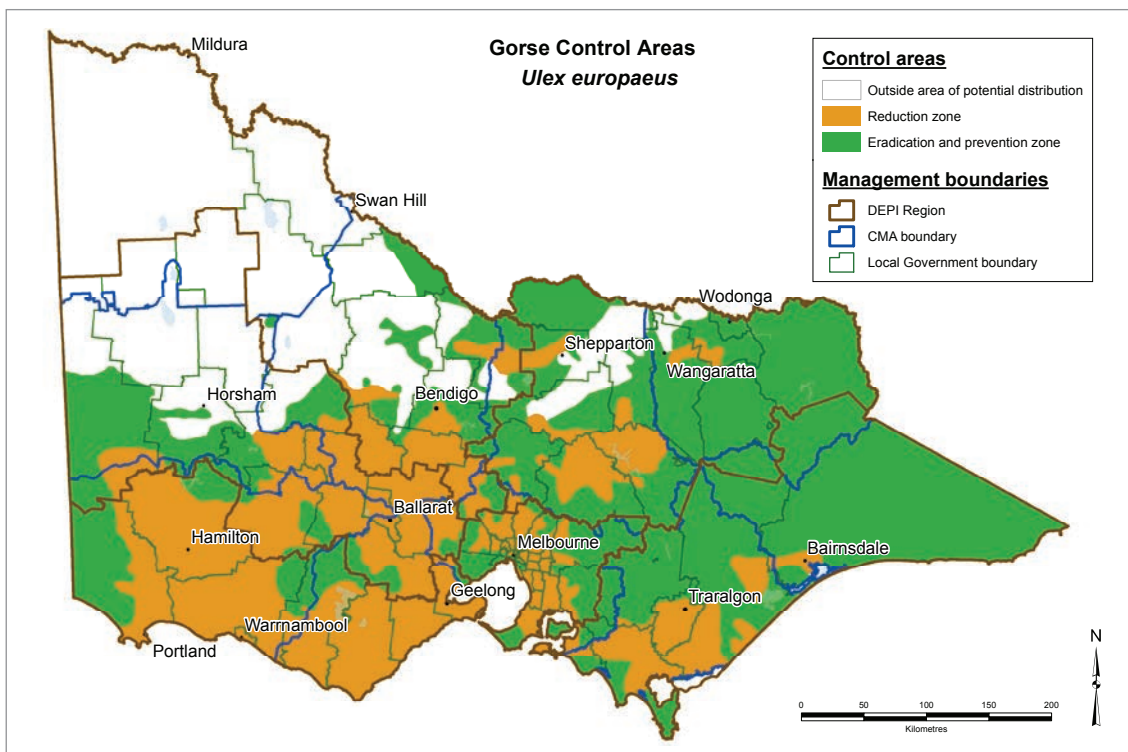 Gorse Control Areas
Ulex europaeus
Control areas
Outside area of potential distribution
Reduction zone
Eradication and prevention zone
Management boundaries
DEPI Region
CMA boundary
Local Government boundary
Mildura
Swan Hill
Wodonga
Shepparton
Wangaratta
Horsham
Bendigo
Ballarat
Hamilton
Melbourne
Bairnsdale
Geelong
Traralgon
Warrnambool
Portland
N
0 50 100 150 200
Kilometres